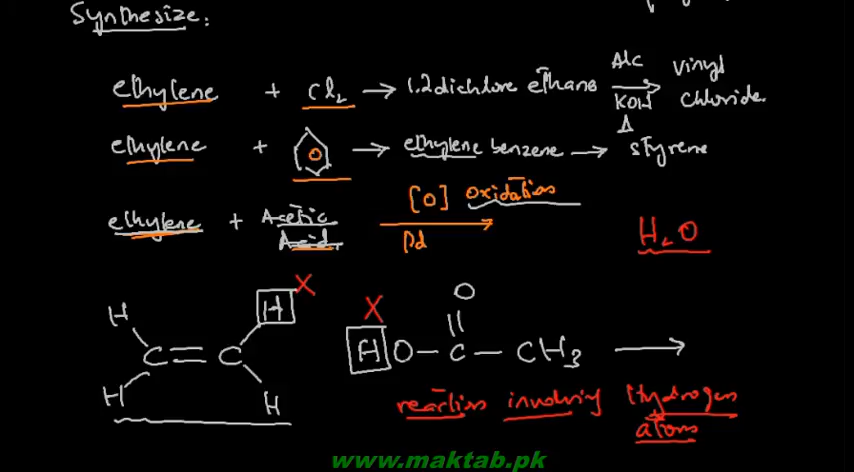 Synthesize:
ethylene + Cl2 → 1.2 dichloro ethane Alc KOH Δ → Vinyl Chloride.
ethylene + → ethylene benzene → styrene
ethylene + Acetic Acid. [O] Oxidation Pd
H2O
H H X
C = C
H H
X O
H O - C - CH3 →
reaction involving Hydrogen atoms
www.maktab.pk